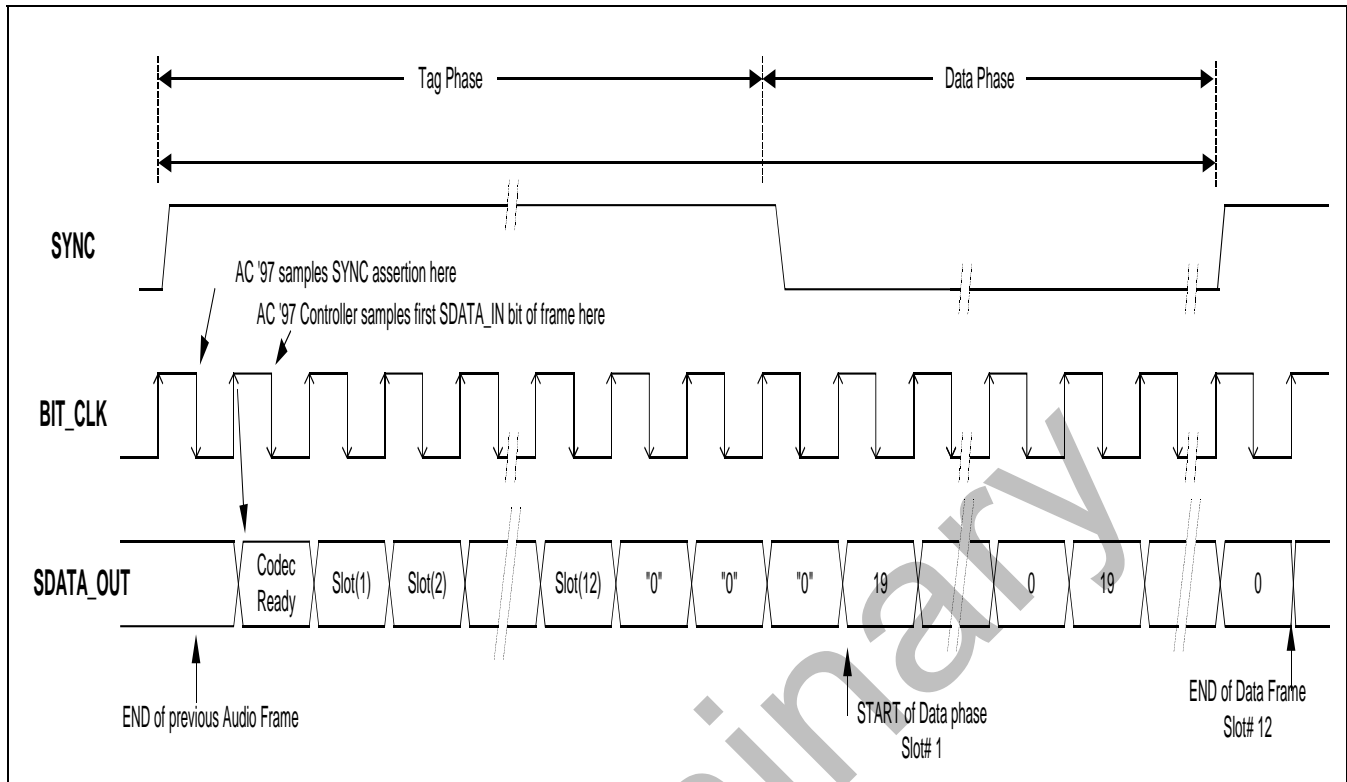 Tag Phase
Data Phase
SYNC
AC '97 samples SYNC assertion here
AC '97 Controller samples first SDATA_IN bit of frame here
BIT_CLK
SDATA_OUT
Codec
Ready
Slot(1)
Slot(2)
Slot(12)
"0"
"0"
"0"
19
0
19
0
END of previous Audio Frame
START of Data phase
Slot# 1
END of Data Frame
Slot# 12
inary